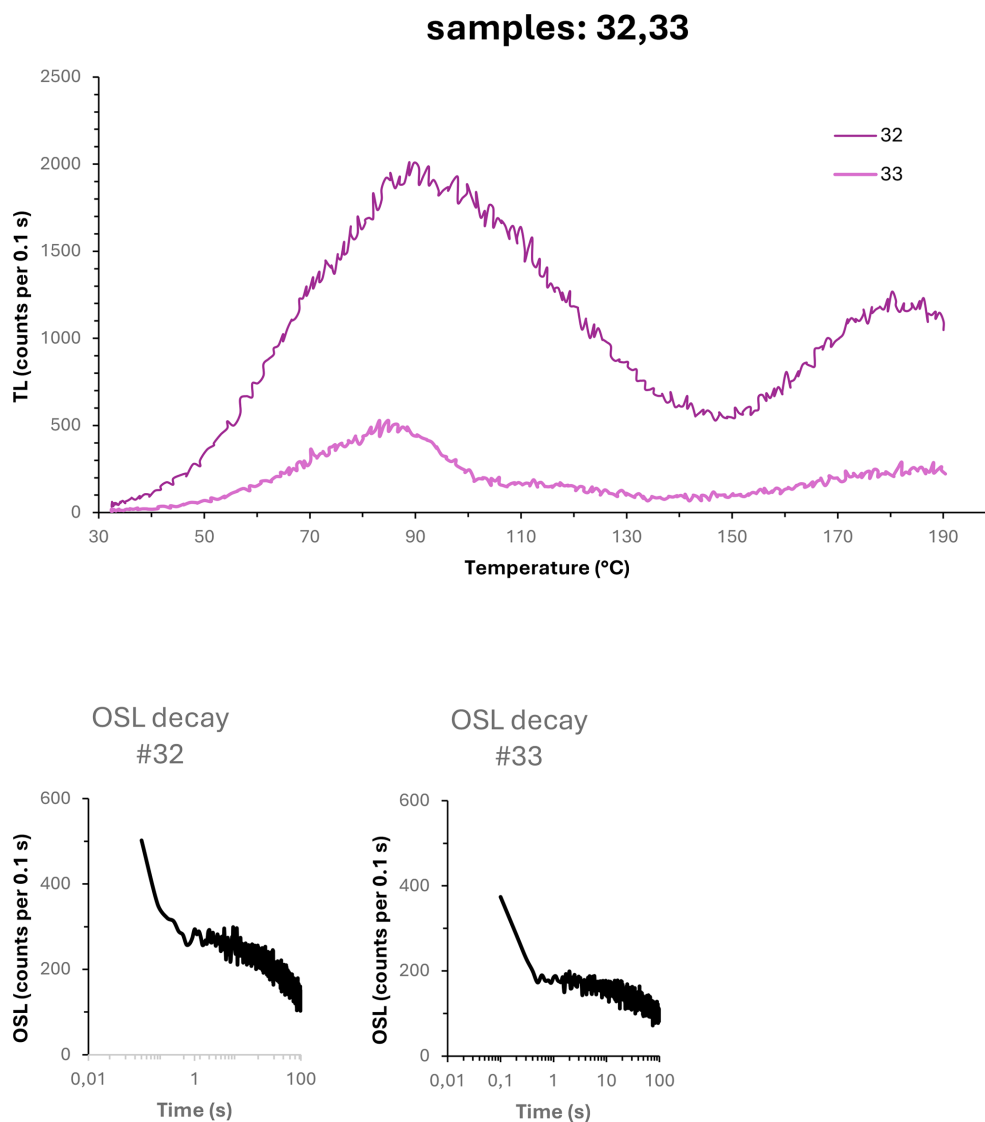 samples: 32,33
2500
2000
1500
1000
500
0
TL (counts per 0.1 s)
32
33
30 50 70 90 110 130 150 170 190
Temperature (°C)
OSL decay
#32
600
400
200
0
OSL (counts per 0.1 s)
0,01 1 100
Time (s)
OSL decay
#33
600
400
200
0
OSL (counts per 0.1 s)
0,01 0,1 1 10 100
Time (s)